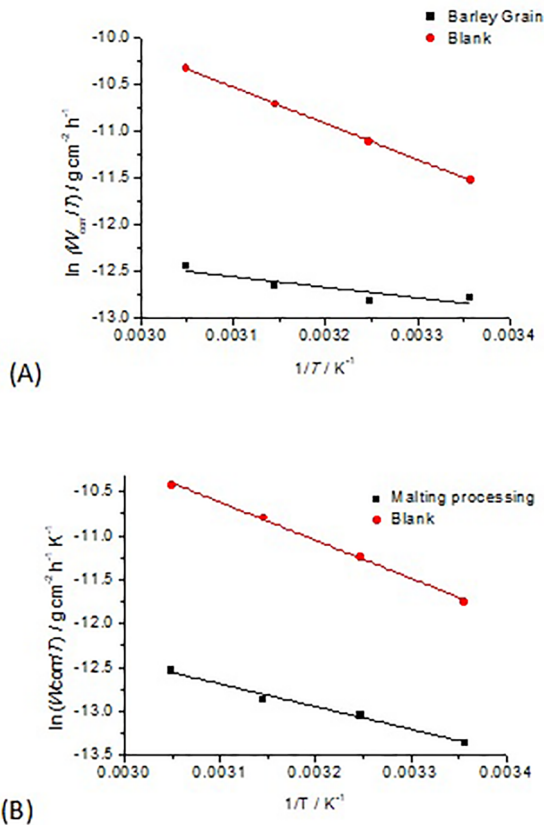 Barley Grain
Blank
-10.0
-10.5
-11.0
-11.5
-12.0
-12.5
-13.0
ln (Wcorr/T) / g cm-2 h-1
0.0030 0.0031 0.0032 0.0033 0.0034
1/T / K-1
(A)
Malting processing
Blank
-10.5
-11.0
-11.5
-12.0
-12.5
-13.0
-13.5
ln (Wcorr/T) / g cm-2 h-1 K-1
0.0030 0.0031 0.0032 0.0033 0.0034
1/T / K-1
(B)